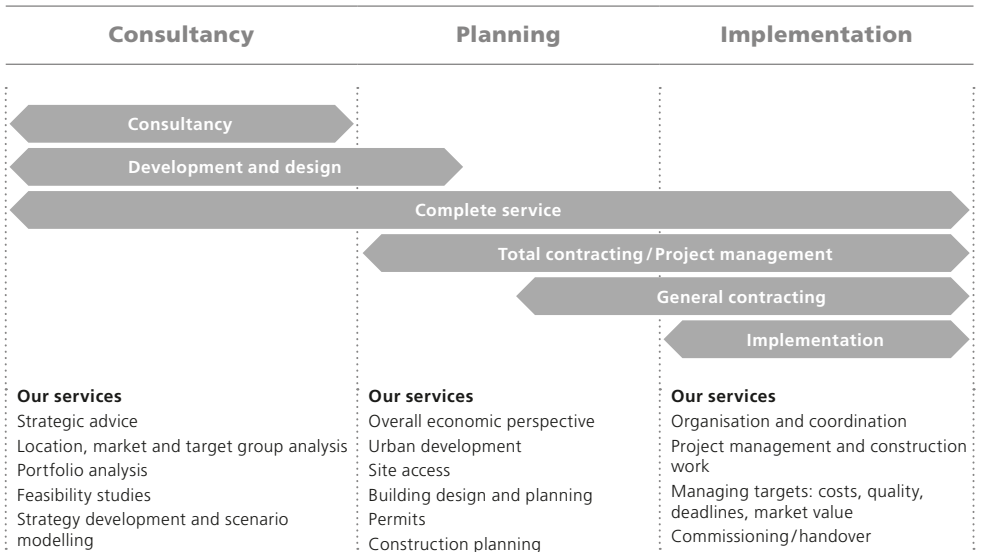 Consultancy
Planning
Implementation
Consultancy
Development and design
Complete service
Total contracting / Project management
General contracting
Implementation
Our services
Strategic advice
Location, market and target group analysis
Portfolio analysis
Feasibility studies
Strategy development and scenario
modelling
Our services
Overall economic perspective
Urban development
Site access
Building design and planning
Permits
Construction planning
Our services
Organisation and coordination
Project management and construction
work
Managing targets: costs, quality,
deadlines, market value
Commissioning / handover